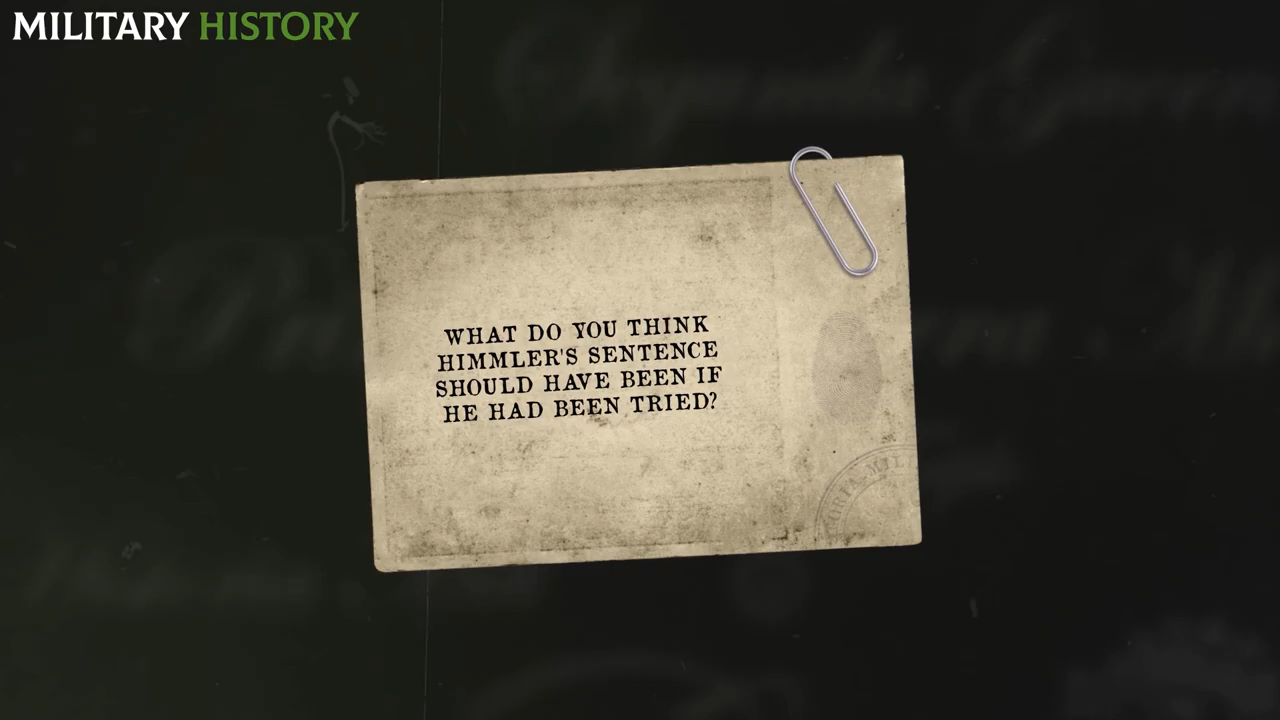 MILITARY HISTORY
WHAT DO YOU THINK
HIMMLER'S SENTENCE
SHOULD HAVE BEEN IF
HE HAD BEEN TRIED?